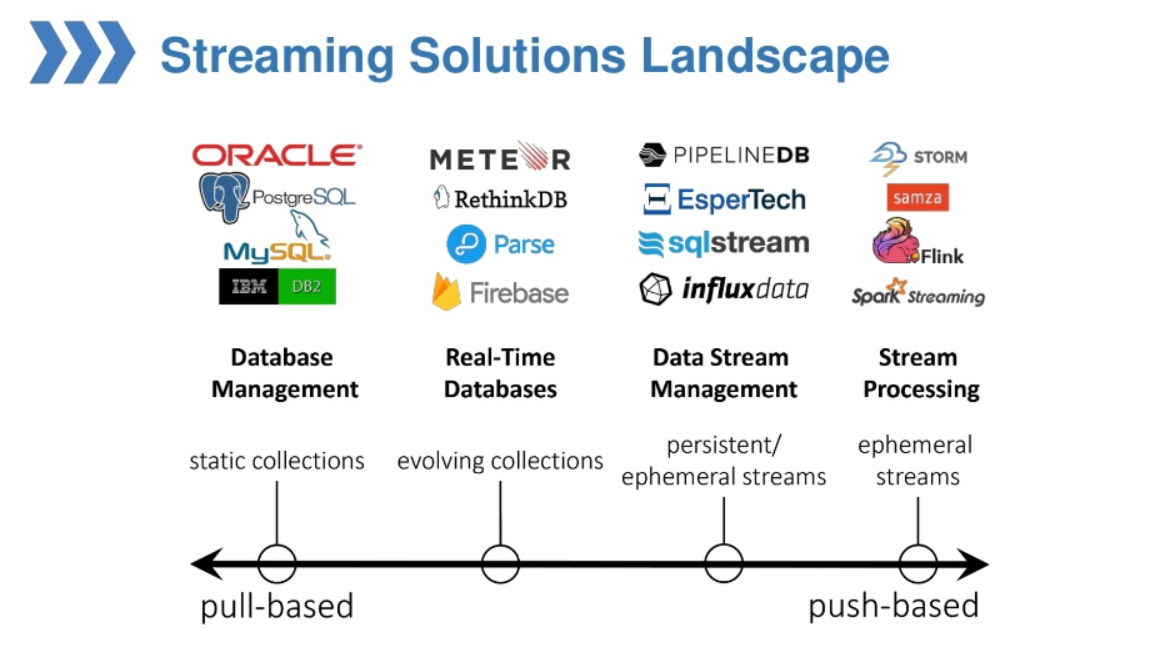 Streaming Solutions Landscape
ORACLE®
PostgreSQL
MySQL®
IBM DB2
METEOR
RethinkDB
Parse
Firebase
PIPELINEDB
EsperTech
sqlstream
influxdata
STORM
samza
Flink
Spark Streaming
Database
Management
Real-Time
Databases
Data Stream
Management
Stream
Processing
static collections
evolving collections
persistent/
ephemeral streams
ephemeral
streams
pull-based
push-based